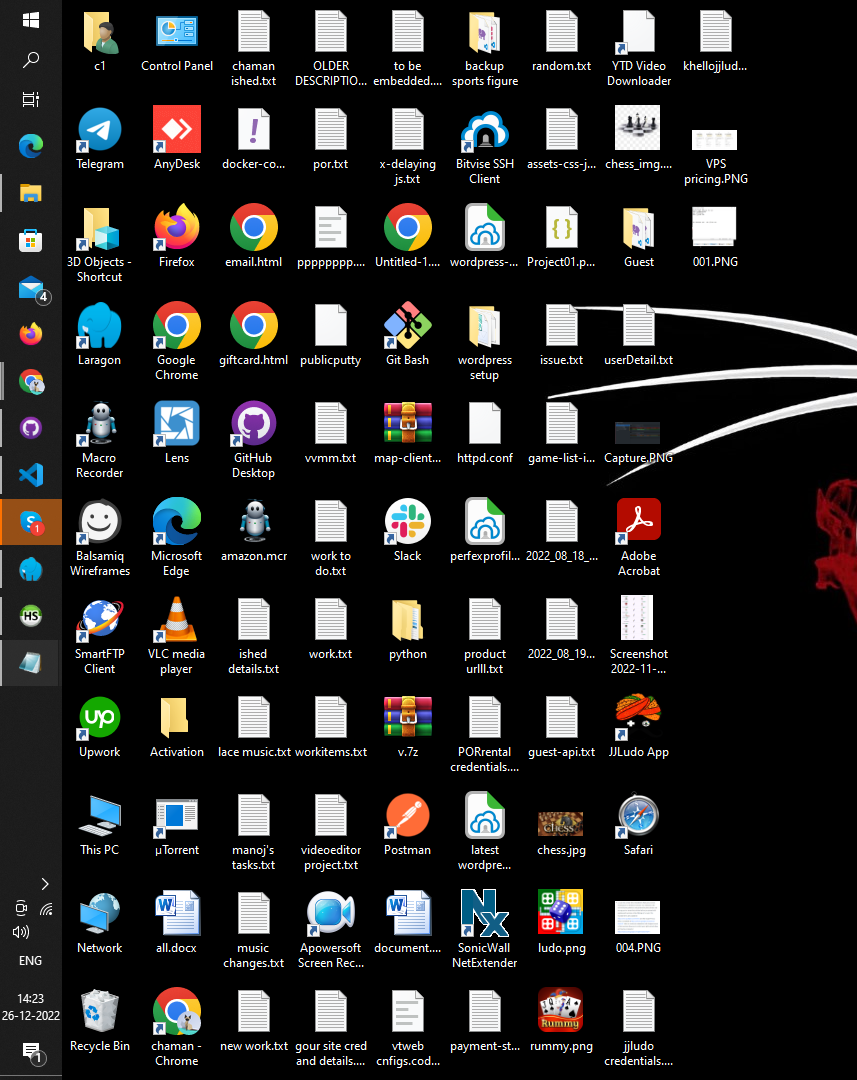 c1
Control Panel
chaman
ished.txt
OLDER
DESCRIPTIO...
to be
embedded....
backup
sports figure
random.txt
YTD Video
Downloader
khellojjlud...
Telegram
AnyDesk
docker-co...
por.txt
x-delaying
js.txt
Bitvise SSH
Client
assets-css-j...
chess_img....
VPS
pricing.PNG
3D Objects -
Shortcut
Firefox
email.html
pppppppp....
Untitled-1....
wordpress-...
Project01.p...
Guest
001.PNG
4
Laragon
Google
Chrome
giftcard.html
publicputty
Git Bash
wordpress
setup
issue.txt
userDetail.txt
Macro
Recorder
Lens
GitHub
Desktop
vvmm.txt
map-client...
httpd.conf
game-list-i...
Capture.PNG
S
1
Balsamiq
Wireframes
Microsoft
Edge
amazon.mcr
work to
do.txt
Slack
perfexprofil...
2022_08_18_...
Adobe
Acrobat
HS
SmartFTP
Client
VLC media
player
ished
details.txt
work.txt
python
product
urlll.txt
2022_08_19...
Screenshot
2022-11-...
up
Upwork
Activation
lace music.txt
workitems.txt
v.7z
PORrental
credentials....
guest-api.txt
JJLudo App
This PC
µTorrent
manoj's
tasks.txt
videoeditor
project.txt
Postman
latest
wordpre...
CHESS
chess.jpg
Safari
Network
W
all.docx
music
changes.txt
Apowersoft
Screen Rec...
W
document....
NX
SonicWall
NetExtender
ludo.png
004.PNG
ENG
14:23
26-12-2022
Recycle Bin
chaman -
Chrome
new work.txt
gour site cred
and details....
vtweb
cnfigs.cod...
payment-st...
Rummy
rummy.png
jjludo
credentials....
1